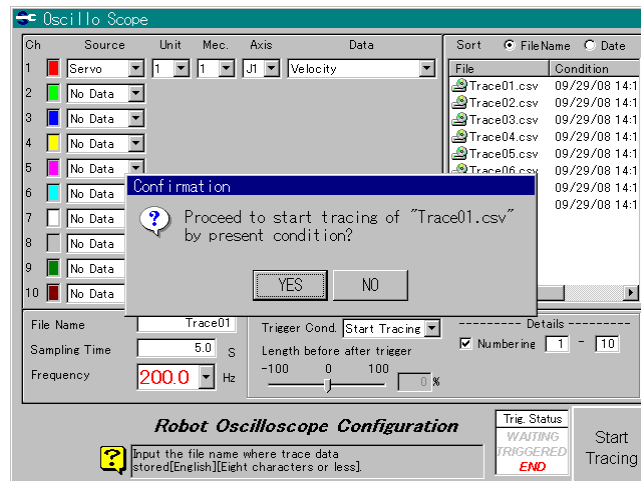 Oscillo Scope
Ch Source Unit Mec. Axis Data
1 Servo 1 1 J1 Velocity
2 No Data
3 No Data
4 No Data
5 No Data
6 No Data
7 No Data
8 No Data
9 No Data
10 No Data
Sort FileName Date
File Condition
Trace01.csv 09/29/08 14:1
Trace02.csv 09/29/08 14:1
Trace03.csv 09/29/08 14:1
Trace04.csv 09/29/08 14:1
Trace05.csv 09/29/08 14:1
Trace06.csv 09/29/08 14:1
09/29/08 14:1
09/29/08 14:1
Confirmation
Proceed to start tracing of "Trace01.csv"
by present condition?
YES NO
File Name Trace01
Sampling Time 5.0 S
Frequency 200.0 Hz
Trigger Cond. Start Tracing
Length before after trigger
-100 0 100
0 %
-------- Details --------
Numbering 1 - 10
Robot Oscilloscope Configuration
Input the file name where trace data
stored[English][Eight characters or less].
Trig. Status
WAITING
TRIGGERED
END
Start
Tracing